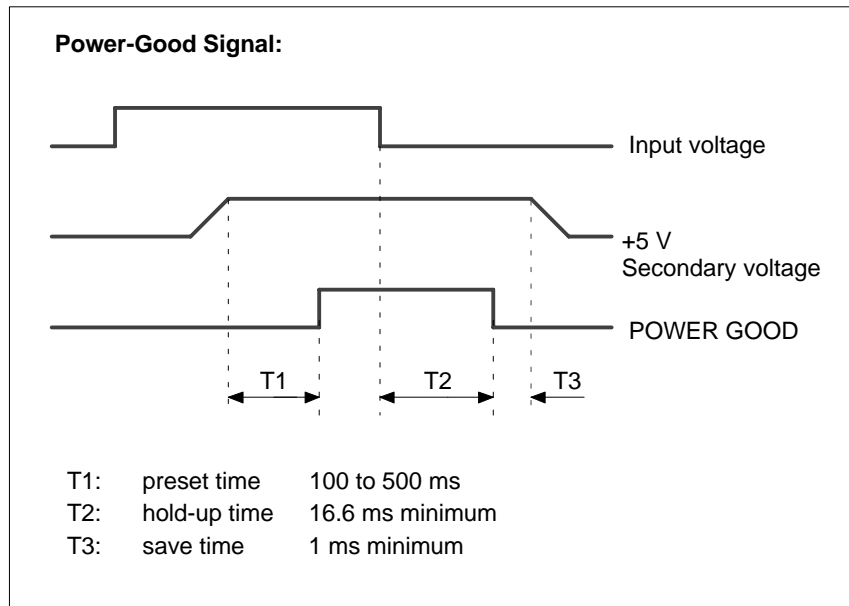 Power-Good Signal:
Input voltage
+5 V
Secondary voltage
POWER GOOD
T1 T2 T3
T1: preset time 100 to 500 ms
T2: hold-up time 16.6 ms minimum
T3: save time 1 ms minimum